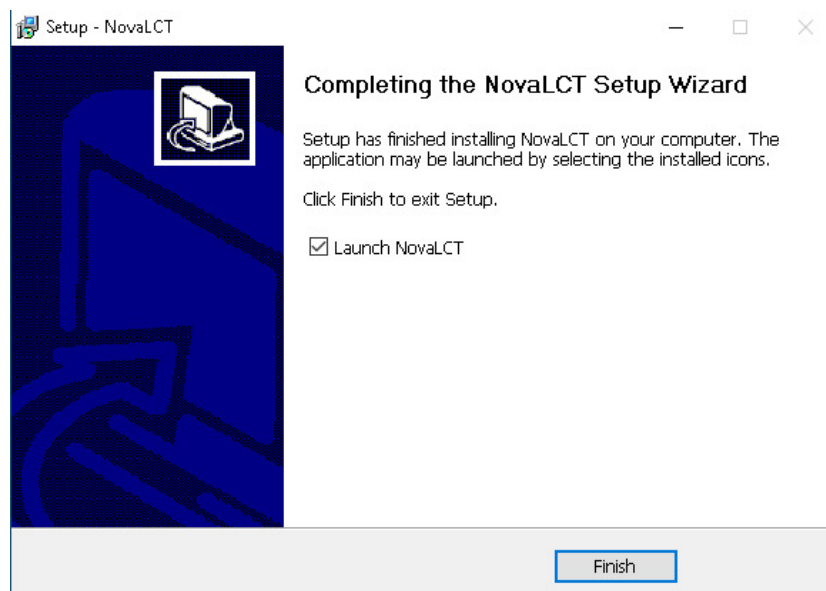 Setup - NovaLCT
Completing the NovaLCT Setup Wizard
Setup has finished installing NovaLCT on your computer. The
application may be launched by selecting the installed icons.
Click Finish to exit Setup.
Launch NovaLCT
Finish